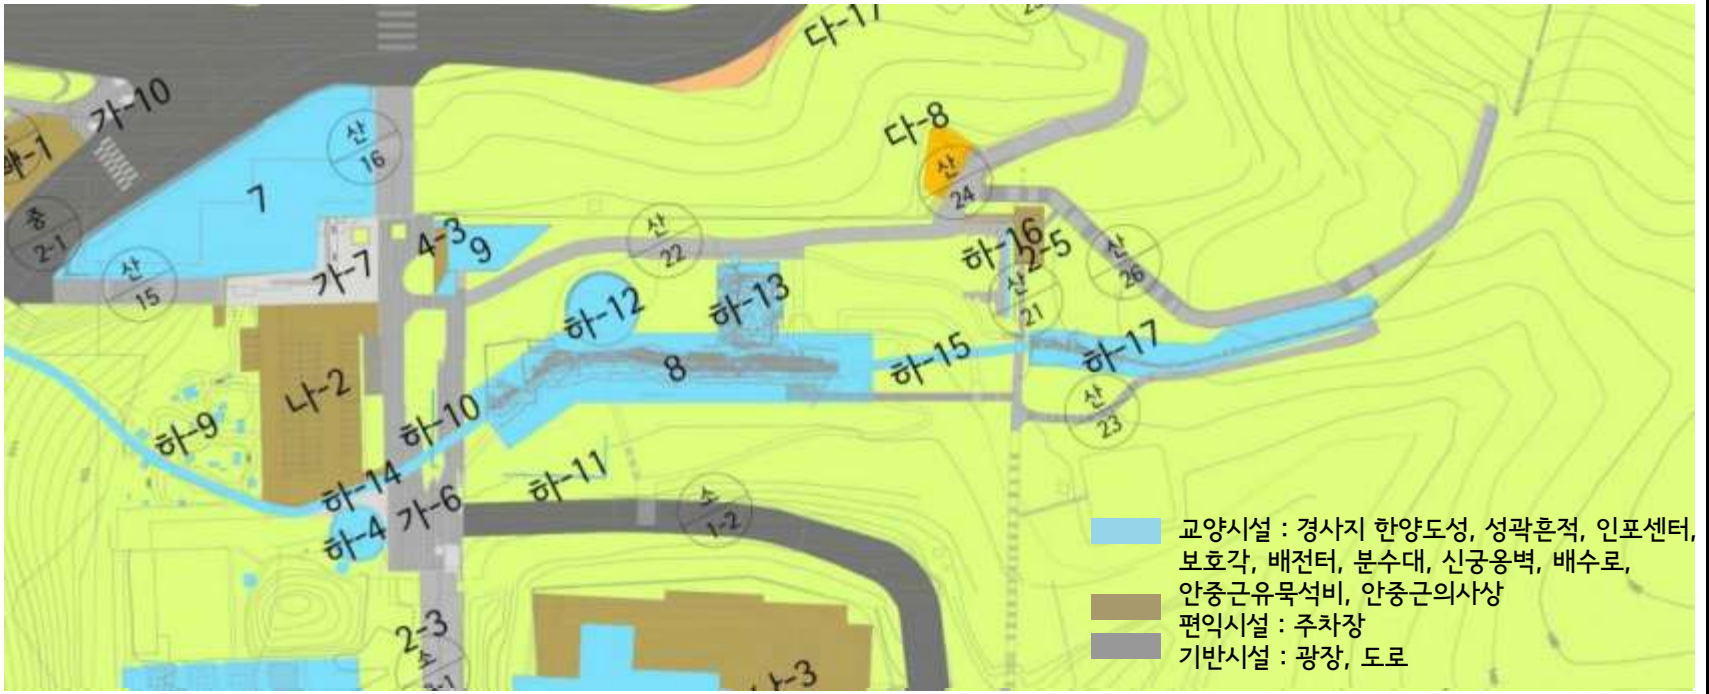 다-17
가-10
산
16
다-8
산
24
7
중
2-1
산
15
가-7
4-3
9
산
22
하-16
2-5
산
21
산
26
하-12
하-13
8
하-15
하-17
나-2
하-9
하-10
산
23
하-14
하-4
가-6
하-11
소
1-2
2-3
소
교양시설 : 경사지 한양도성, 성곽흔적, 인포센터,
보호각, 배전터, 분수대, 신궁옹벽, 배수로,
안중근유묵석비, 안중근의사상
편익시설 : 주차장
기반시설 : 광장, 도로